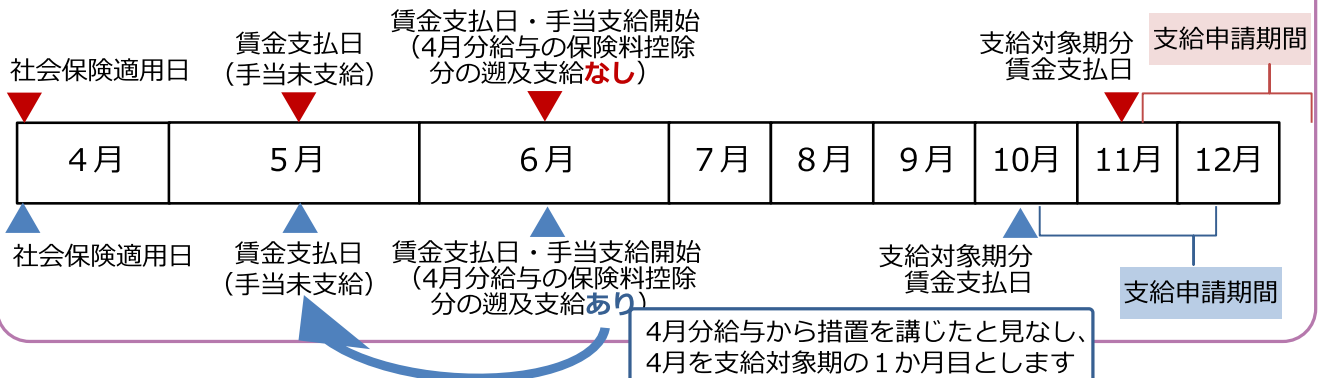 社会保険適用日
賃金支払日
（手当未支給）
賃金支払日・手当支給開始
（4月分給与の保険料控除
分の遡及支給なし）
支給対象期分
賃金支払日
支給申請期間
４月
５月
６月
７月
８月
９月
10月
11月
12月
社会保険適用日
賃金支払日
（手当未支給）
賃金支払日・手当支給開始
（4月分給与の保険料控除
分の遡及支給あり）
支給対象期分
賃金支払日
支給申請期間
4月分給与から措置を講じたと見なし、
4月を支給対象期の１か月目とします